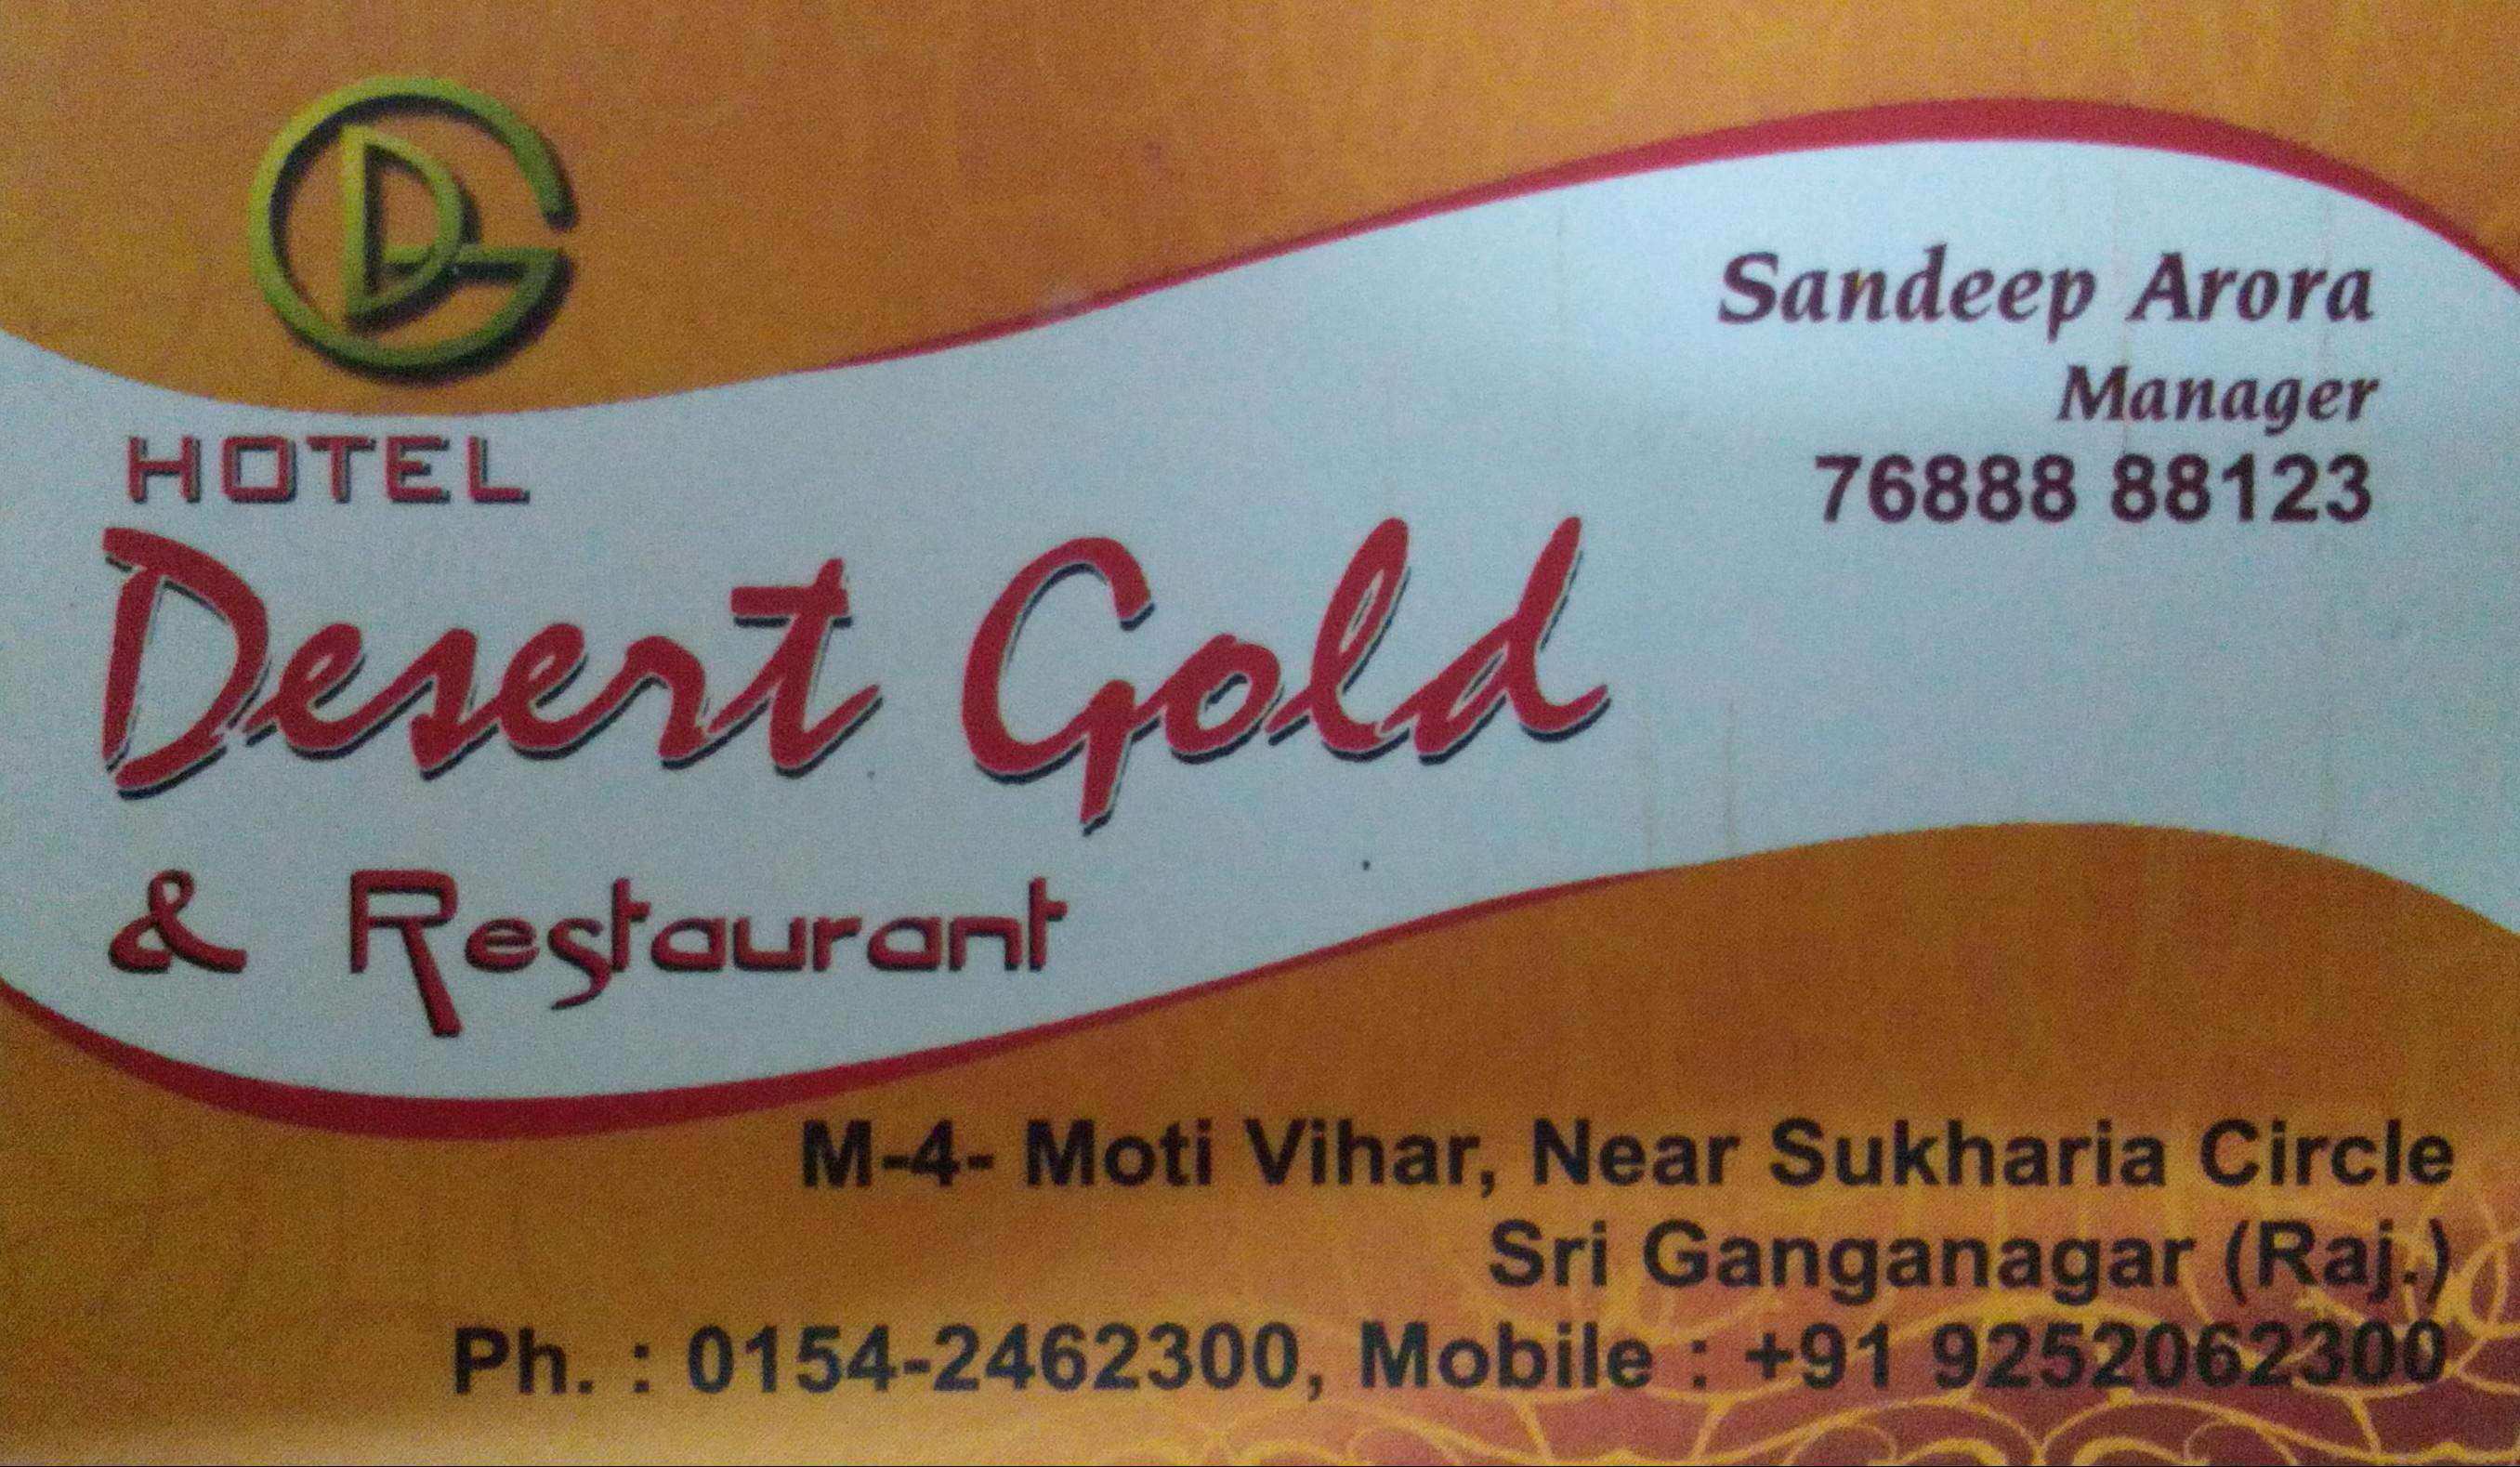 DG
HOTEL
Desert Gold
& Restaurant
Sandeep Arora
Manager
76888 88123
M-4- Moti Vihar, Near Sukharia Circle
Sri Ganganagar (Raj.)
Ph. : 0154-2462300, Mobile : +91 9252062300